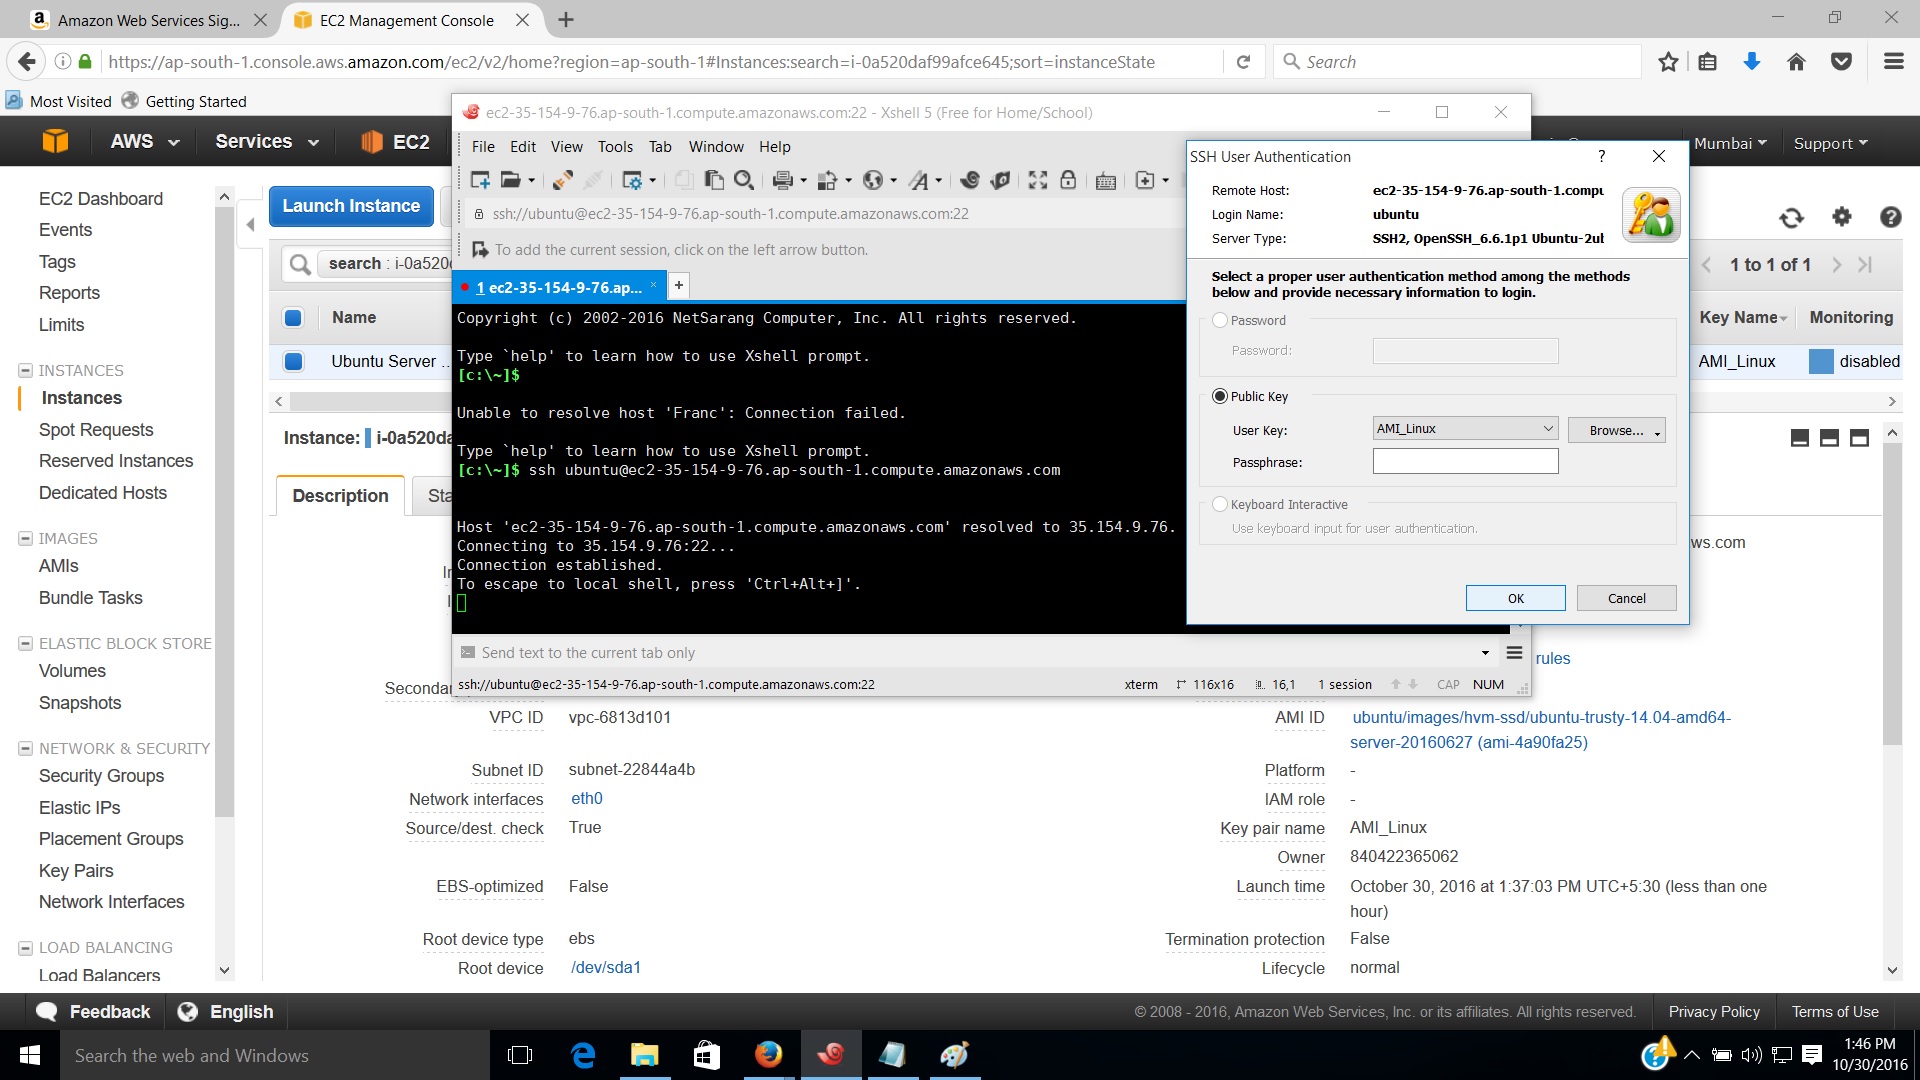 Amazon Web Services Sig...
EC2 Management Console
https://ap-south-1.console.aws.amazon.com/ec2/v2/home?region=ap-south-1#Instances:search=i-0a520daf99afce645;sort=instanceState
Search
Most Visited
Getting Started
AWS
Services
EC2
Mumbai
Support
EC2 Dashboard
Events
Tags
Reports
Limits
INSTANCES
Instances
Spot Requests
Reserved Instances
Dedicated Hosts
IMAGES
AMIs
Bundle Tasks
ELASTIC BLOCK STORE
Volumes
Snapshots
NETWORK & SECURITY
Security Groups
Elastic IPs
Placement Groups
Key Pairs
Network Interfaces
LOAD BALANCING
Load Balancers
Launch Instance
search : i-0a520
1 to 1 of 1
Name
Key Name
Monitoring
Ubuntu Server ...
AMI_Linux
disabled
Instance:
i-0a520da
Description
Sta
ec2-35-154-9-76.ap-south-1.compute.amazonaws.com:22 - Xshell 5 (Free for Home/School)
File Edit View Tools Tab Window Help
ssh://ubuntu@ec2-35-154-9-76.ap-south-1.compute.amazonaws.com:22
To add the current session, click on the left arrow button.
1 ec2-35-154-9-76.ap...
Copyright (c) 2002-2016 NetSarang Computer, Inc. All rights reserved.
Type `help' to learn how to use Xshell prompt.
[c:\~]$
Unable to resolve host 'Franc': Connection failed.
Type `help' to learn how to use Xshell prompt.
[c:\~]$ ssh ubuntu@ec2-35-154-9-76.ap-south-1.compute.amazonaws.com
Host 'ec2-35-154-9-76.ap-south-1.compute.amazonaws.com' resolved to 35.154.9.76.
Connecting to 35.154.9.76:22...
Connection established.
To escape to local shell, press 'Ctrl+Alt+]'.
Send text to the current tab only
ssh://ubuntu@ec2-35-154-9-76.ap-south-1.compute.amazonaws.com:22
xterm
116x16
16,1
1 session
CAP
NUM
SSH User Authentication
Remote Host: ec2-35-154-9-76.ap-south-1.compu
Login Name: ubuntu
Server Type: SSH2, OpenSSH_6.6.1p1 Ubuntu-2ul
Select a proper user authentication method among the methods
below and provide necessary information to login.
Password
Password:
Public Key
User Key: AMI_Linux Browse...
Passphrase:
Keyboard Interactive
Use keyboard input for user authentication.
OK
Cancel
ws.com
rules
Secondar
VPC ID vpc-6813d101
Subnet ID subnet-22844a4b
Network interfaces eth0
Source/dest. check True
EBS-optimized False
Root device type ebs
Root device /dev/sda1
AMI ID ubuntu/images/hvm-ssd/ubuntu-trusty-14.04-amd64-
server-20160627 (ami-4a90fa25)
Platform -
IAM role -
Key pair name AMI_Linux
Owner 840422365062
Launch time October 30, 2016 at 1:37:03 PM UTC+5:30 (less than one
hour)
Termination protection False
Lifecycle normal
Feedback
English
© 2008 - 2016, Amazon Web Services, Inc. or its affiliates. All rights reserved.
Privacy Policy
Terms of Use
Search the web and Windows
1:46 PM
10/30/2016